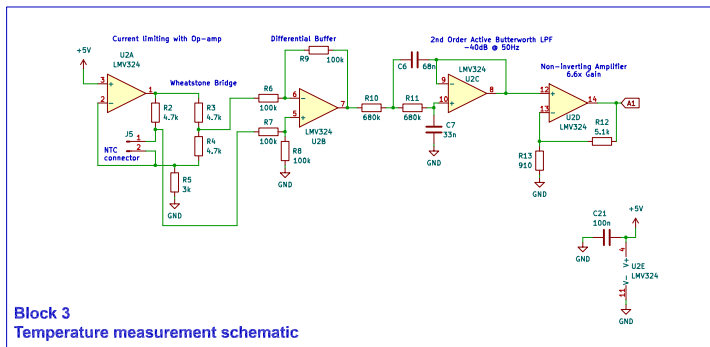 Current limiting with Op-amp
Differential Buffer
2nd Order Active Butterworth LPF
-40dB @ 50Hz
Non-Inverting Amplifier
6.6x Gain
+5V
U2A
LMV324
3
2
1
Wheatstone Bridge
R2
4.7k
R3
4.7k
R4
4.7k
J5
1
2
NTC
connector
R5
3k
GND
R6
100k
R7
100k
R8
100k
GND
R9
100k
6
5
7
LMV324
U2B
R10
680k
R11
680k
C6
68n
C7
33n
GND
LMV324
U2C
9
10
8
12
13
14
U2D
LMV324
R12
5.1k
R13
910
GND
A1
C21
100n
GND
+5V
4
V+
U2E
LMV324
V-
11
GND
Block 3
Temperature measurement schematic